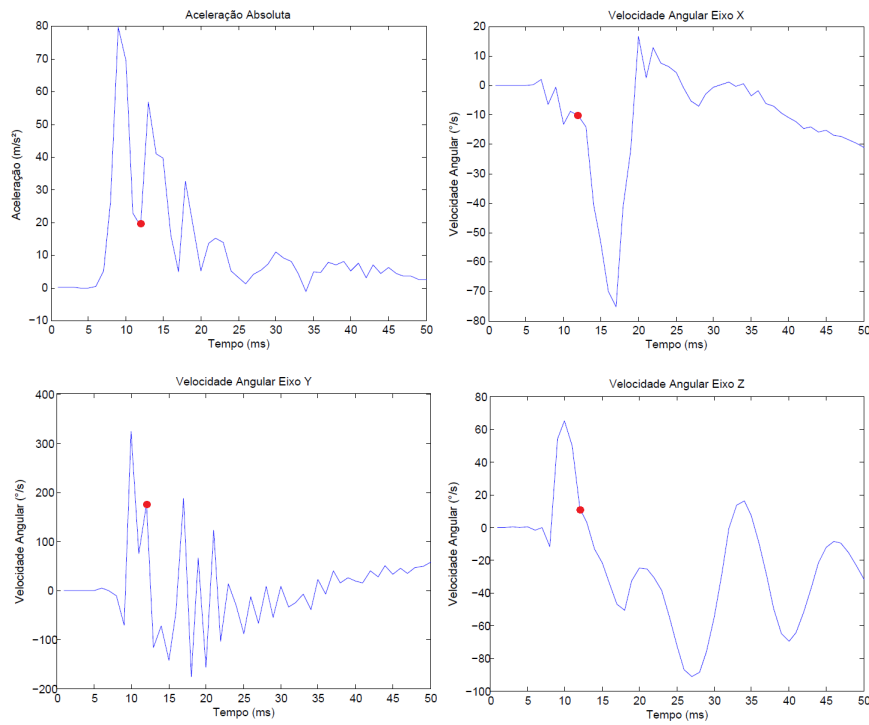 Aceleração Absoluta
Aceleração (m/s²)
80
70
60
50
40
30
20
10
0
−10
0 5 10 15 20 25 30 35 40 45 50
Tempo (ms)
Velocidade Angular Eixo X
Velocidade Angular (°/s)
20
10
0
−10
−20
−30
−40
−50
−60
−70
−80
0 5 10 15 20 25 30 35 40 45 50
Tempo (ms)
Velocidade Angular Eixo Y
Velocidade Angular (°/s)
400
300
200
100
0
−100
−200
0 5 10 15 20 25 30 35 40 45 50
Tempo (ms)
Velocidade Angular Eixo Z
Velocidade Angular (°/s)
80
60
40
20
0
−20
−40
−60
−80
−100
0 5 10 15 20 25 30 35 40 45 50
Tempo (ms)